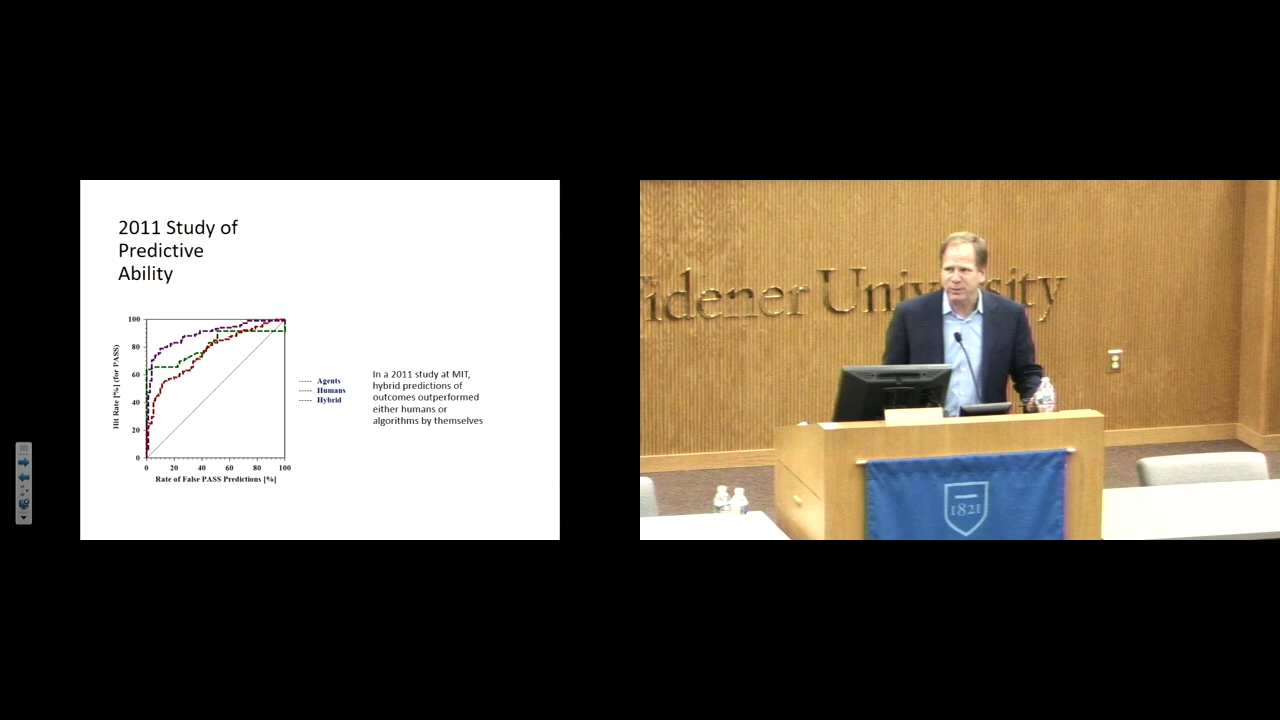 2011 Study of
Predictive
Ability
100
80
60
40
20
0
Hit Rate [%] (for PASS)
0 20 40 60 80 100
Rate of False PASS Predictions [%]
Agents
Humans
Hybrid
In a 2011 study at MIT,
hybrid predictions of
outcomes outperformed
either humans or
algorithms by themselves
idener University
1821